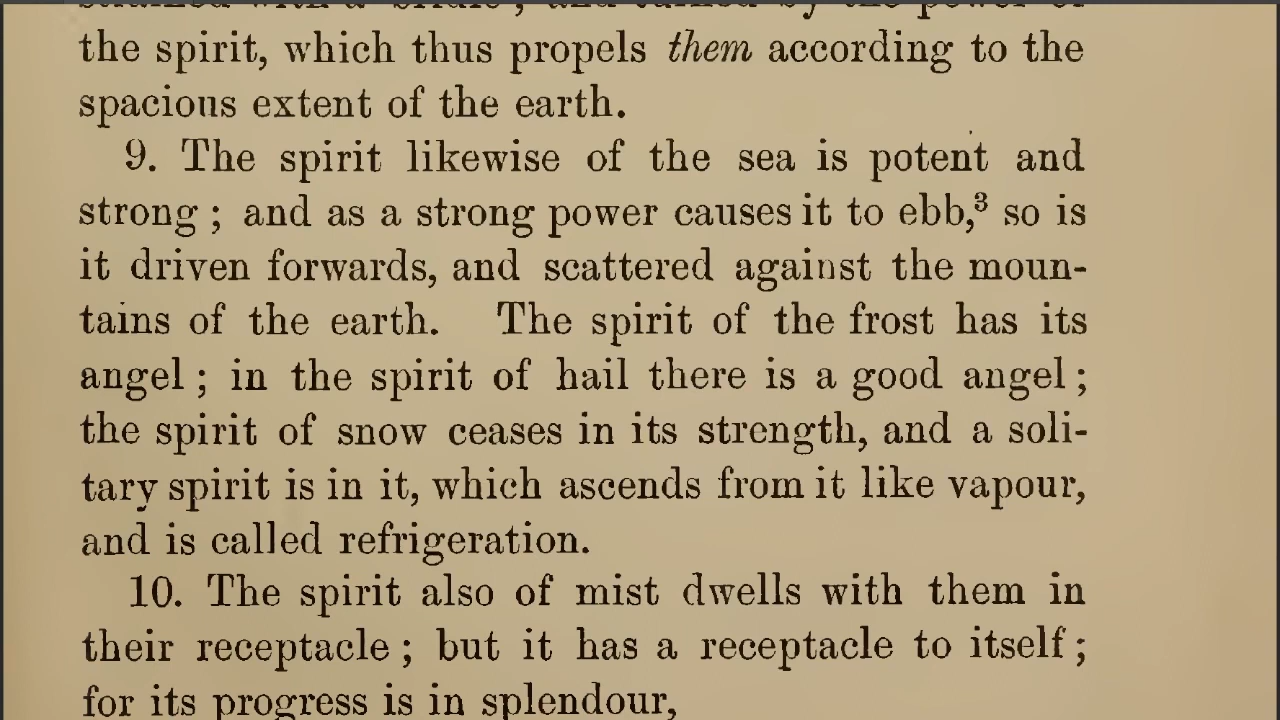 the spirit, which thus propels them according to the
spacious extent of the earth.
9. The spirit likewise of the sea is potent and
strong ; and as a strong power causes it to ebb,³ so is
it driven forwards, and scattered against the moun-
tains of the earth. The spirit of the frost has its
angel ; in the spirit of hail there is a good angel ;
the spirit of snow ceases in its strength, and a soli-
tary spirit is in it, which ascends from it like vapour,
and is called refrigeration.
10. The spirit also of mist dwells with them in
their receptacle ; but it has a receptacle to itself ;
for its progress is in splendour,